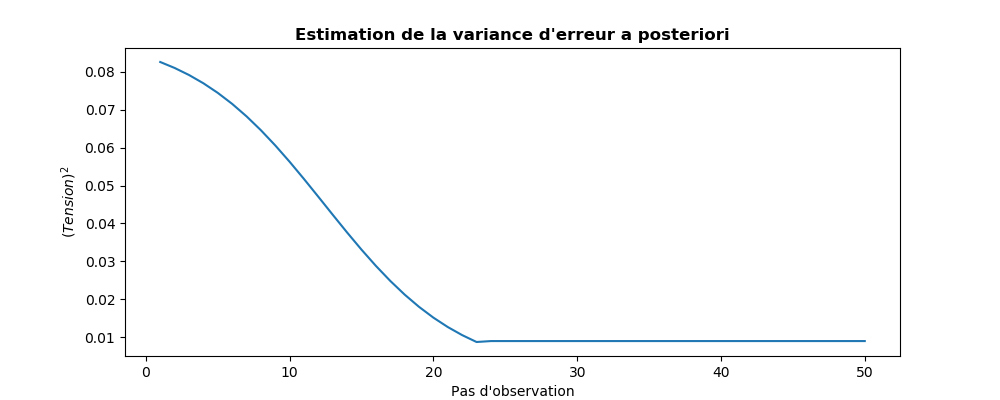 Estimation de la variance d'erreur a posteriori
0.08
0.07
0.06
0.05
0.04
0.03
0.02
0.01
(Tension)²
0 10 20 30 40 50
Pas d'observation